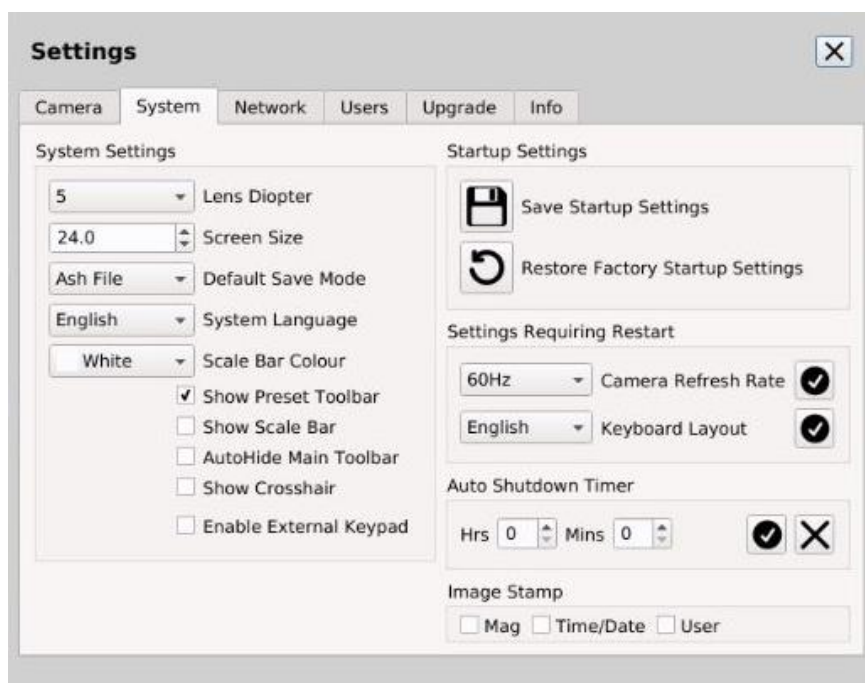 Settings
Camera System Network Users Upgrade Info
System Settings
5 Lens Diopter
24.0 Screen Size
Ash File Default Save Mode
English System Language
White Scale Bar Colour
Show Preset Toolbar
Show Scale Bar
AutoHide Main Toolbar
Show Crosshair
Enable External Keypad
Startup Settings
Save Startup Settings
Restore Factory Startup Settings
Settings Requiring Restart
60Hz Camera Refresh Rate
English Keyboard Layout
Auto Shutdown Timer
Hrs 0 Mins 0
Image Stamp
Mag Time/Date User